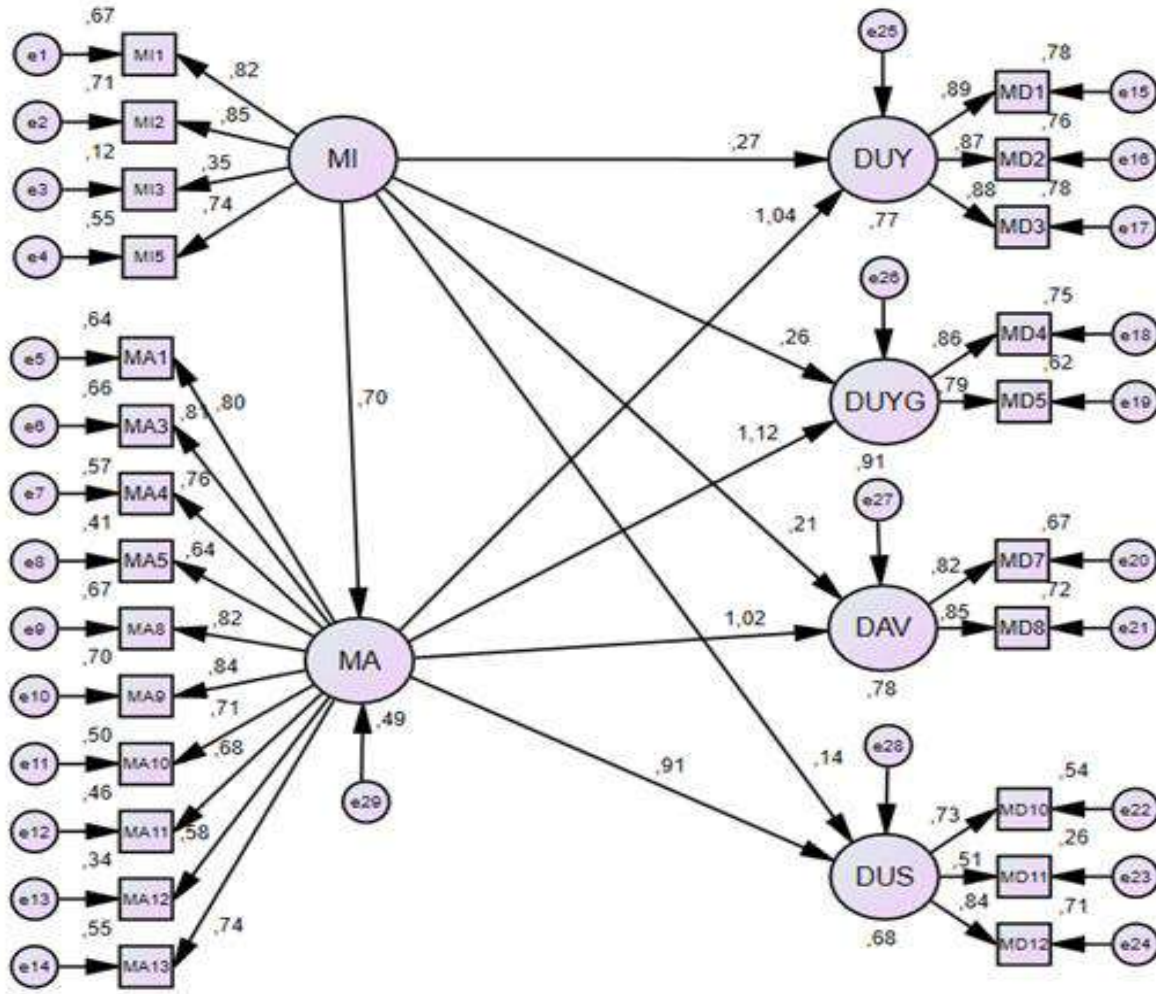 ,67
e1 MI1
,82
,71
e2 MI2
,85
,12
e3 MI3
,35
,55
e4 MI5
,74
MI
,64
e5 MA1
,80
,66
e6 MA3
,81
,57
e7 MA4
,76
,41
e8 MA5
,64
,67
e9 MA8
,82
,70
e10 MA9
,84
,50
e11 MA10
,71
,46
e12 MA11
,68
,34
e13 MA12
,58
,55
e14 MA13
,74
MA
,49
e29
,70
,27
1,04
,26
1,12
,21
1,02
,14
,91
e25
DUY
,77
,89
,78
MD1 e15
,87
,76
MD2 e16
,88
,78
MD3 e17
e26
DUYG
,91
,86
,75
MD4 e18
,79
,62
MD5 e19
e27
DAV
,78
,82
,67
MD7 e20
,85
,72
MD8 e21
e28
DUS
,68
,73
,54
MD10 e22
,51
,26
MD11 e23
,84
,71
MD12 e24